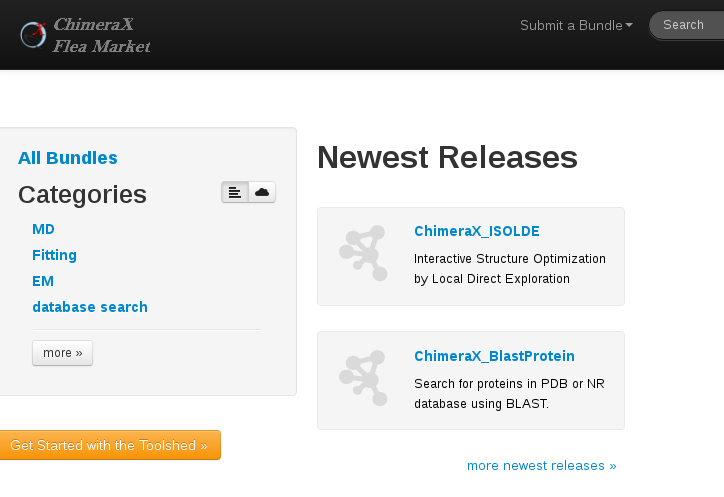 ChimeraX
Flea Market
Submit a Bundle
Search
All Bundles
Categories
MD
Fitting
EM
database search
more »
Get Started with the Toolshed »
Newest Releases
ChimeraX_ISOLDE
Interactive Structure Optimization
by Local Direct Exploration
ChimeraX_BlastProtein
Search for proteins in PDB or NR
database using BLAST.
more newest releases »